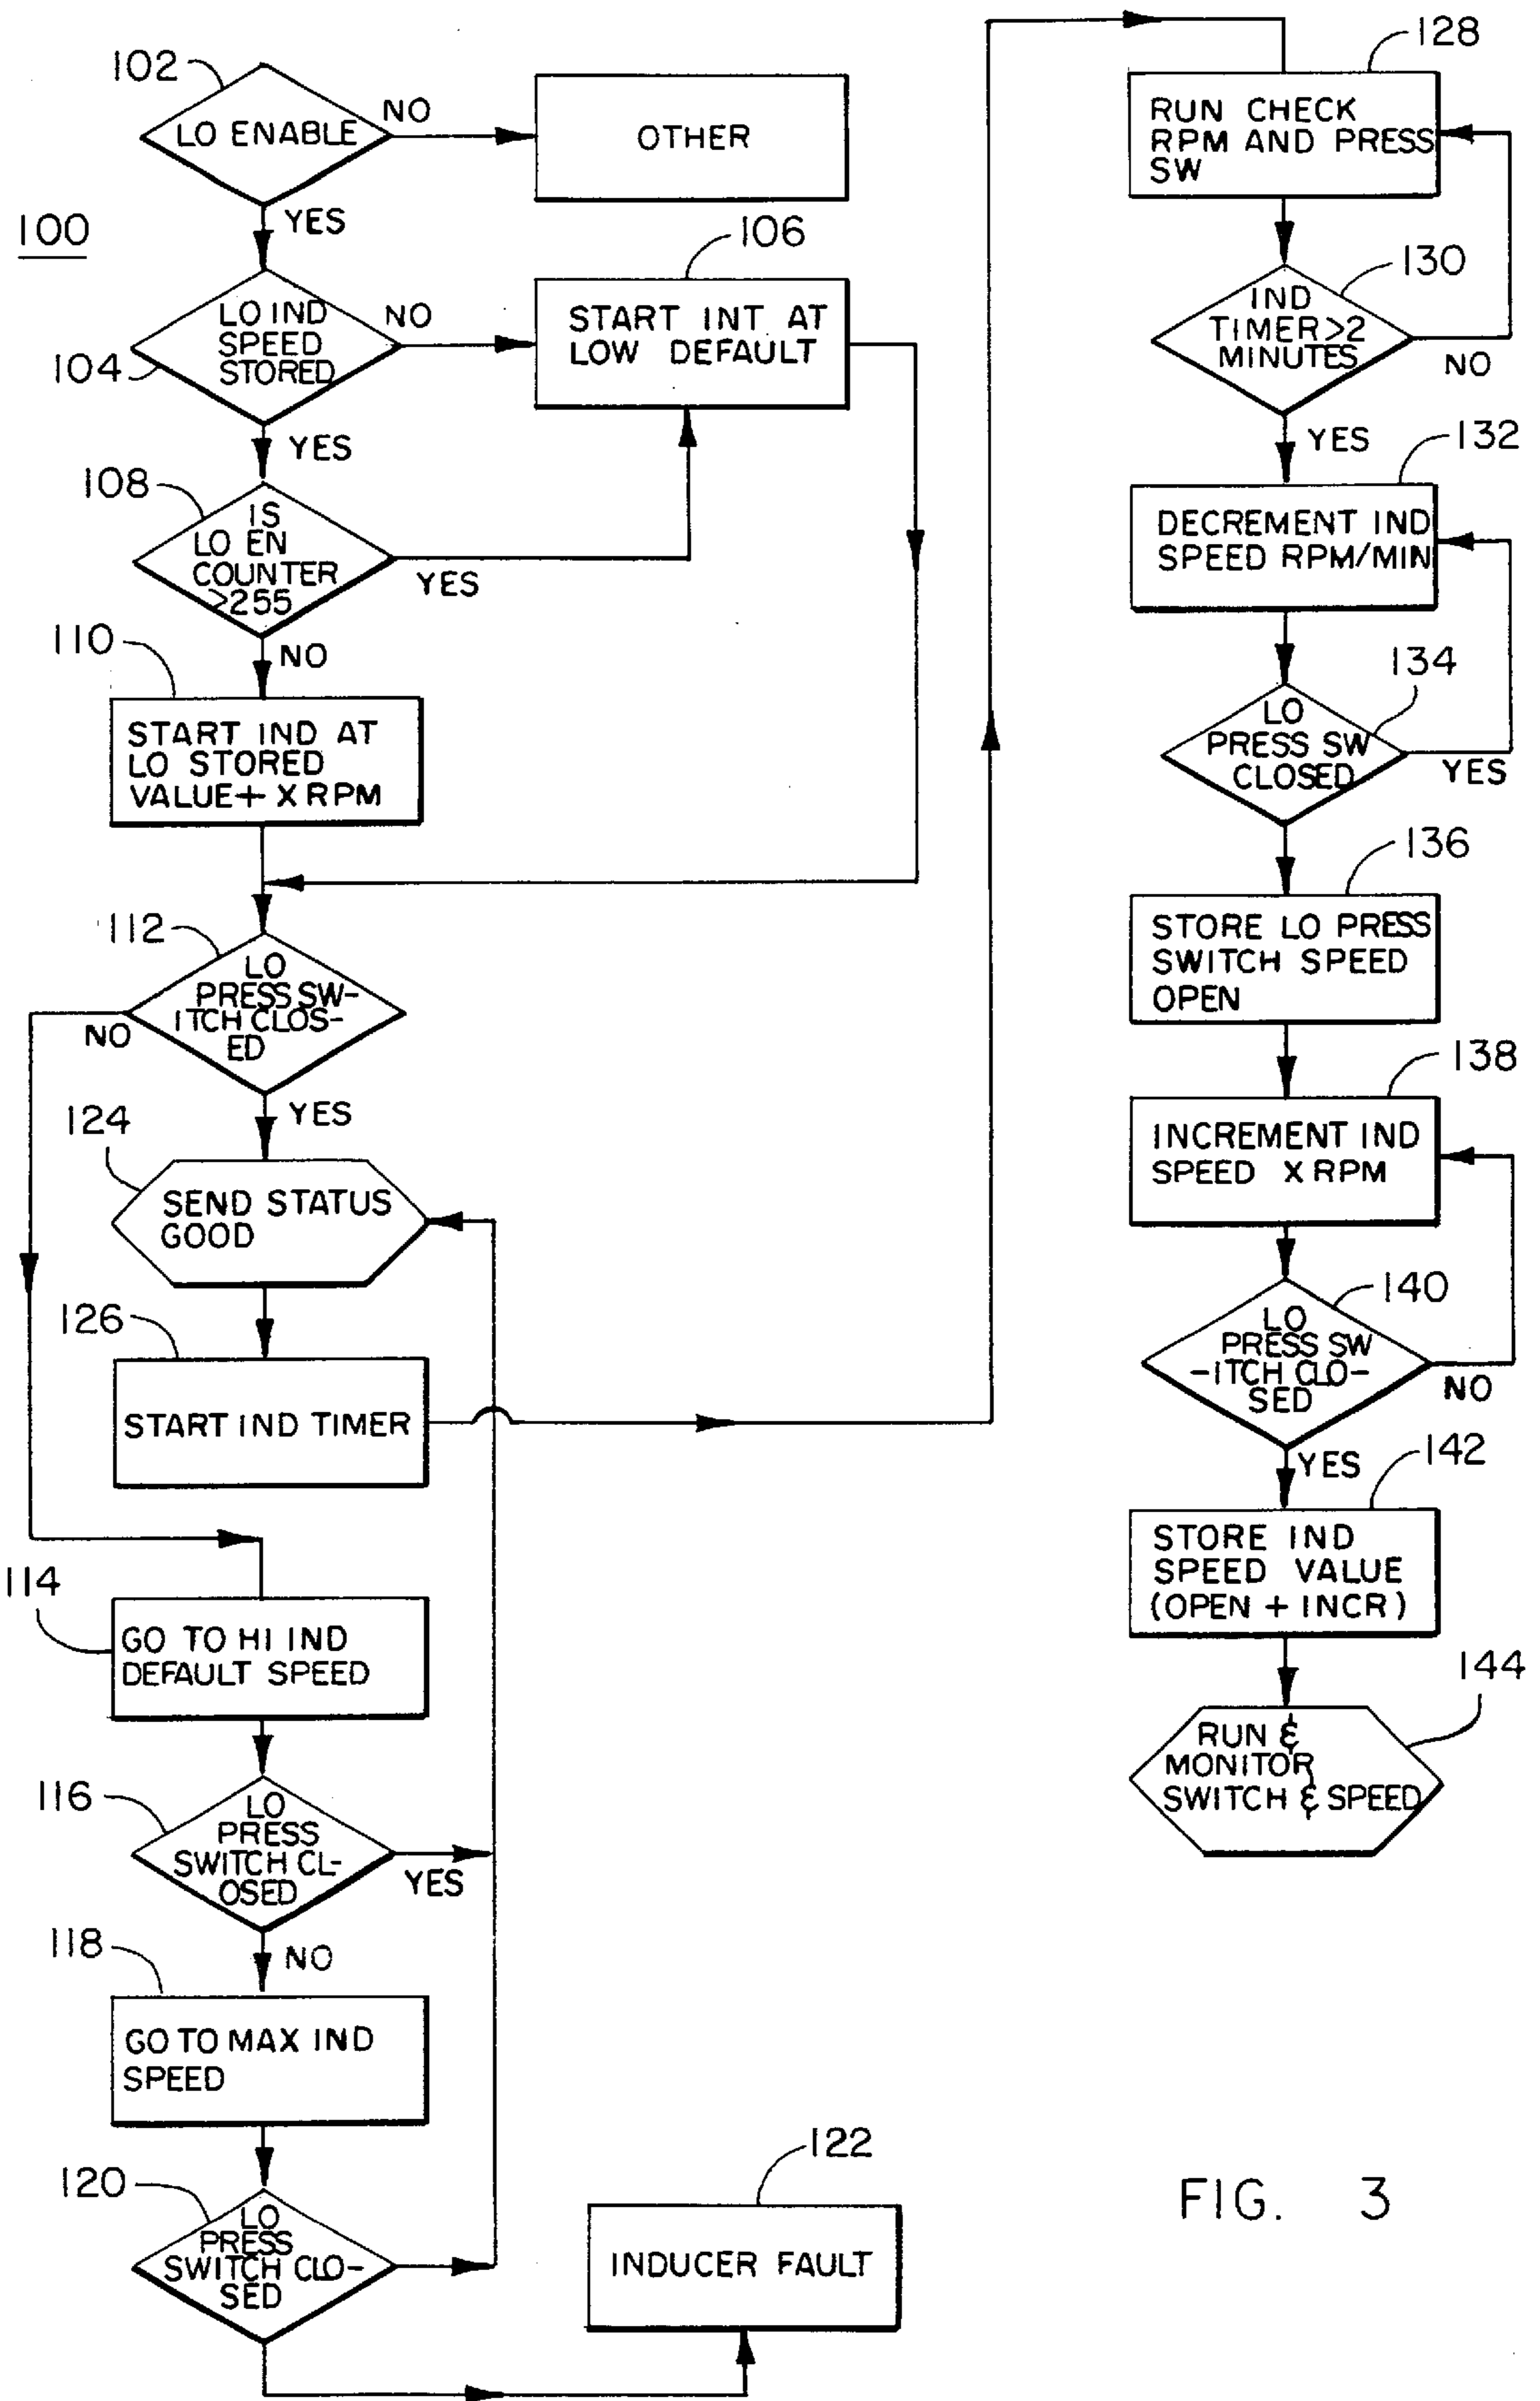 102
LO ENABLE
NO
OTHER
YES
100
104
LO IND
SPEED
STORED
NO
106
START INT AT
LOW DEFAULT
YES
108
IS
LO EN
COUNTER
>255
YES
NO
110
START IND AT
LO STORED
VALUE+ X RPM
112
LO
PRESS SW-
ITCH CLOS-
ED
NO
YES
124
SEND STATUS
GOOD
126
START IND TIMER
114
GO TO HI IND
DEFAULT SPEED
116
LO
PRESS
SWITCH CL-
OSED
YES
NO
118
GO TO MAX IND
SPEED
120
LO
PRESS
SWITCH CLO-
SED
122
INDUCER FAULT
128
RUN CHECK
RPM AND PRESS
SW
130
IND
TIMER>2
MINUTES
NO
YES
132
DECREMENT IND
SPEED RPM/MIN
134
LO
PRESS SW
CLOSED
YES
136
STORE LO PRESS
SWITCH SPEED
OPEN
138
INCREMENT IND
SPEED X RPM
140
LO
PRESS SW
-ITCH CLO-
SED
NO
YES
142
STORE IND
SPEED VALUE
(OPEN + INCR)
144
RUN &
MONITOR
SWITCH & SPEED
FIG. 3